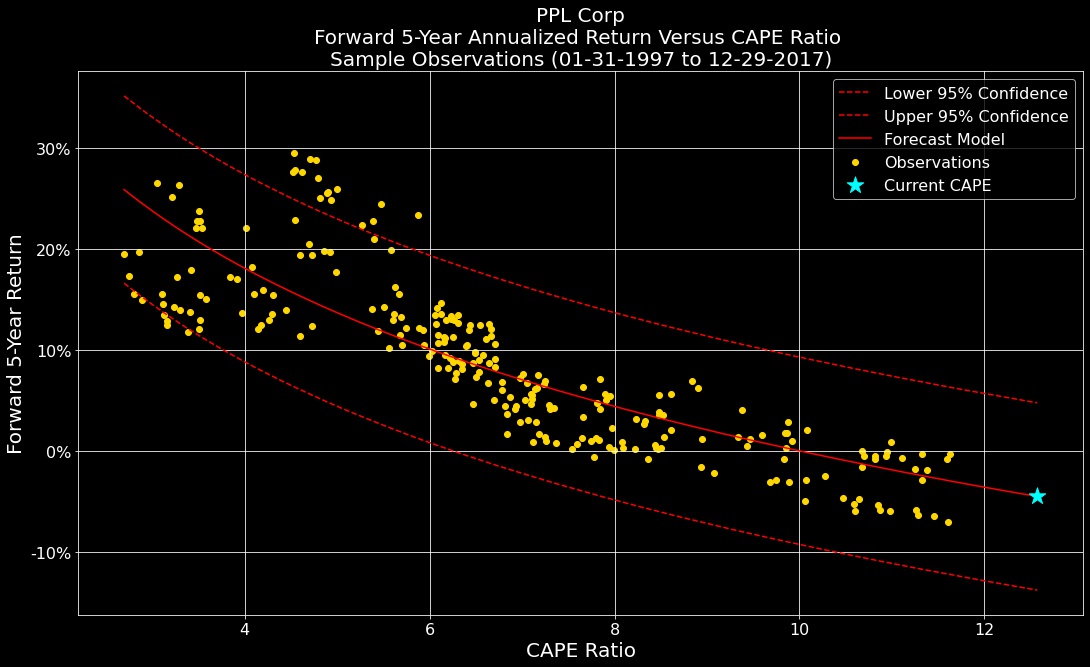 PPL Corp
Forward 5-Year Annualized Return Versus CAPE Ratio
Sample Observations (01-31-1997 to 12-29-2017)
Lower 95% Confidence
Upper 95% Confidence
Forecast Model
Observations
Current CAPE
Forward 5-Year Return
30%
20%
10%
0%
-10%
4 6 8 10 12
CAPE Ratio